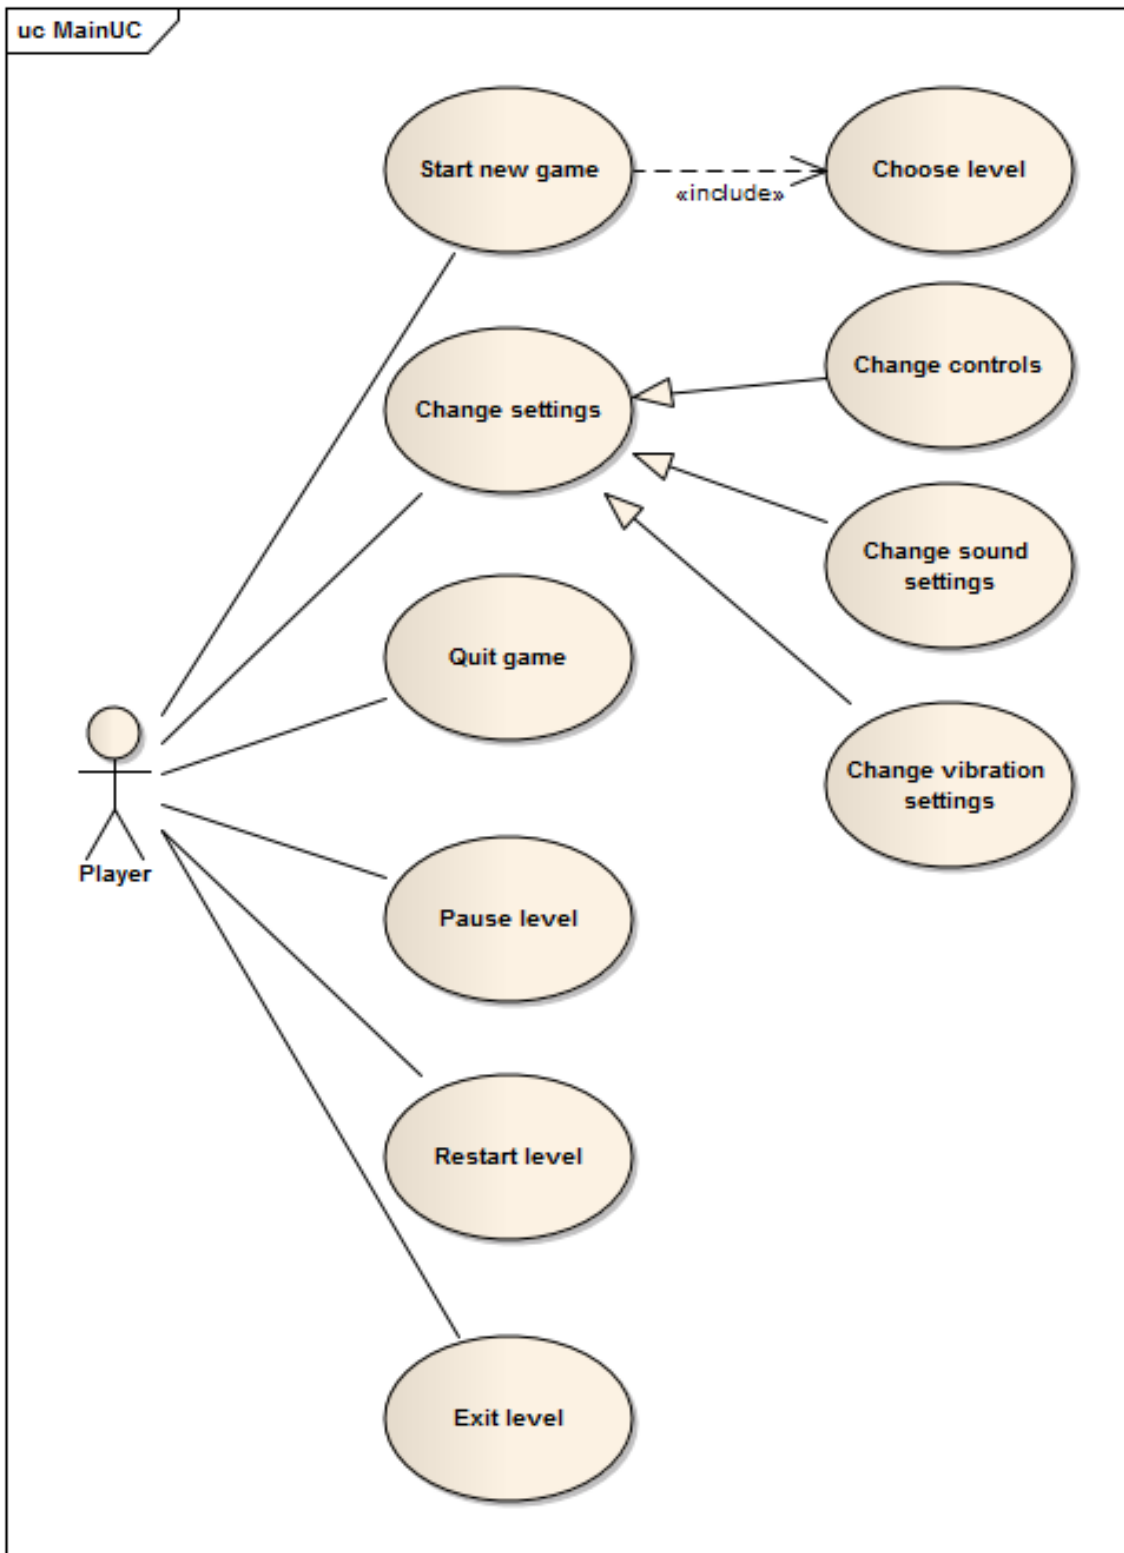 uc MainUC
Start new game
«include»
Choose level
Change settings
Change controls
Change sound
settings
Quit game
Change vibration
settings
Player
Pause level
Restart level
Exit level